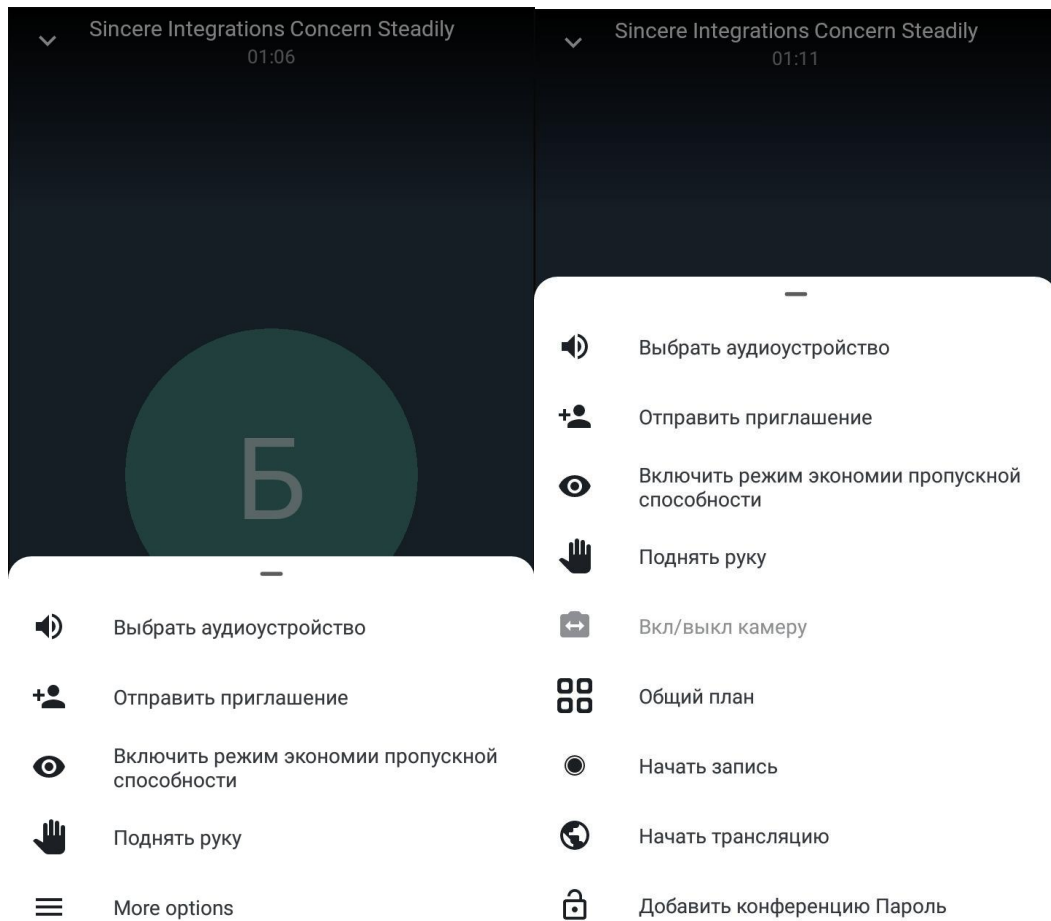 Sincere Integrations Concern Steadily
01:06
Б
Выбрать аудиоустройство
Отправить приглашение
Включить режим экономии пропускной
способности
Поднять руку
More options
Sincere Integrations Concern Steadily
01:11
Выбрать аудиоустройство
Отправить приглашение
Включить режим экономии пропускной
способности
Поднять руку
Вкл/выкл камеру
Общий план
Начать запись
Начать трансляцию
Добавить конференцию Пароль